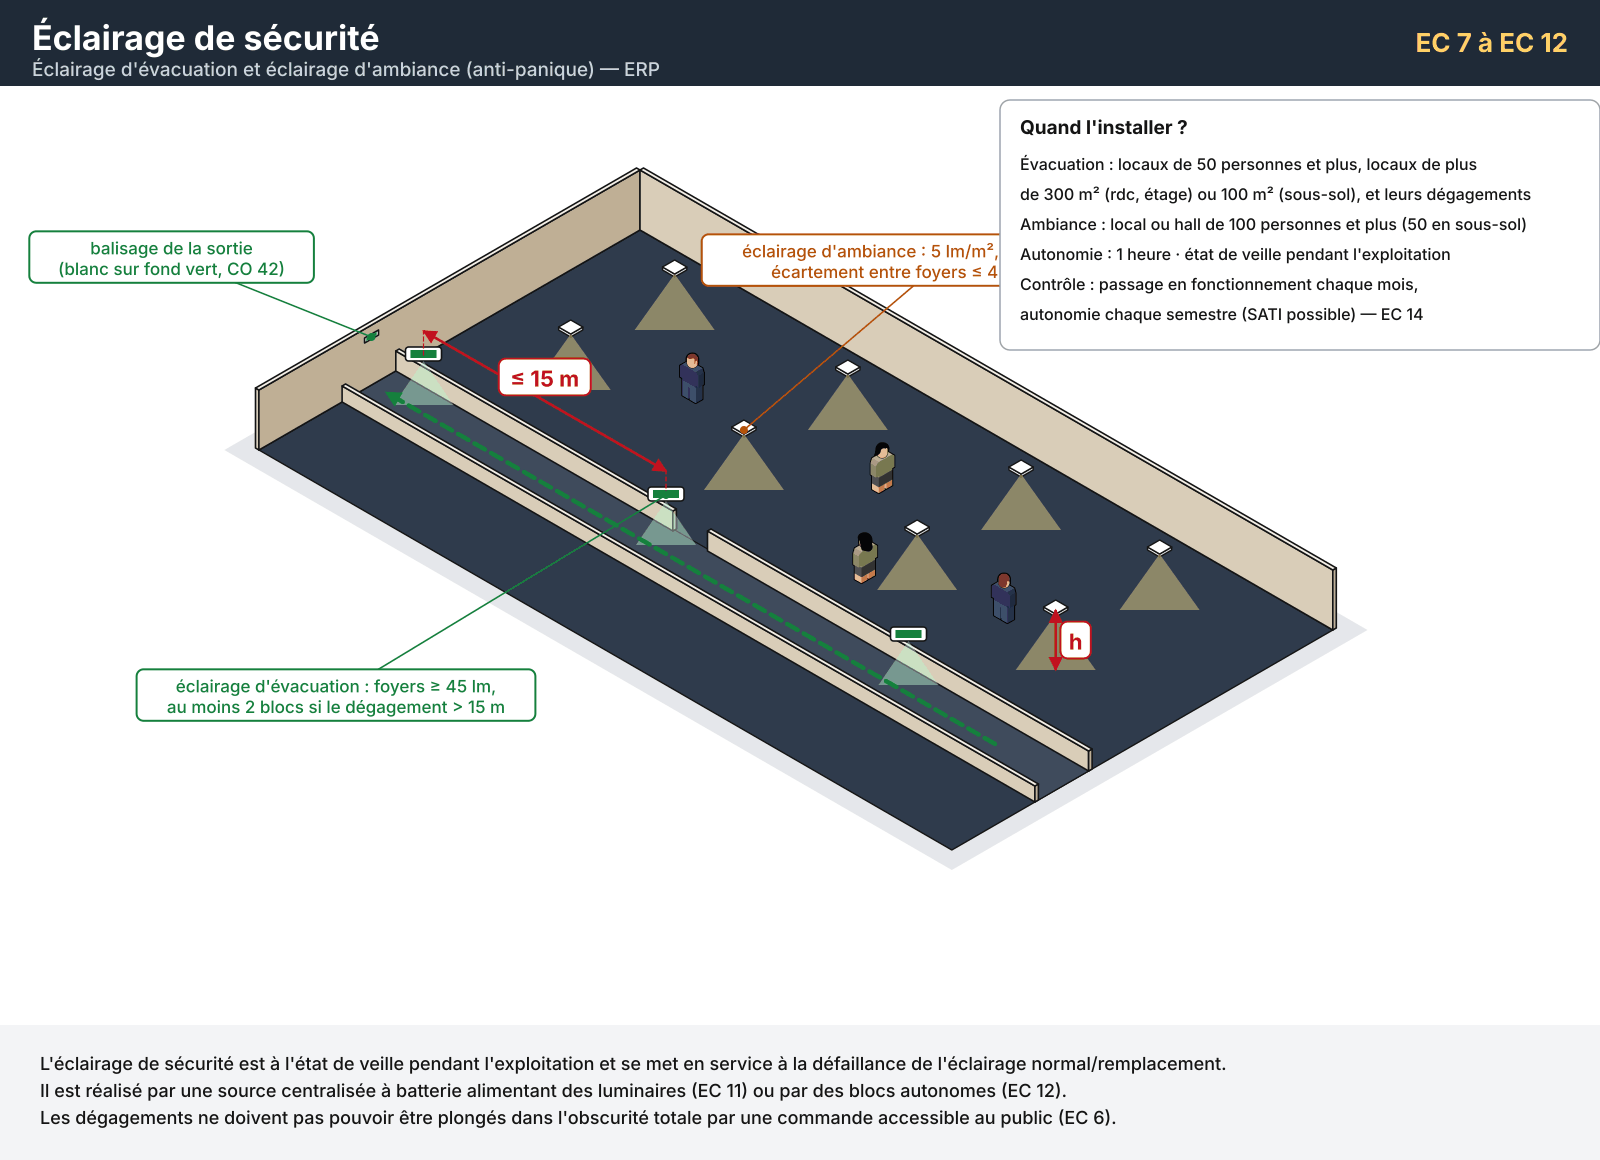 Éclairage de sécurité
Éclairage d'évacuation et éclairage d'ambiance (anti-panique) — ERP
EC 7 à EC 12
Quand l'installer ?
Évacuation : locaux de 50 personnes et plus, locaux de plus
de 300 m² (rdc, étage) ou 100 m² (sous-sol), et leurs dégagements
Ambiance : local ou hall de 100 personnes et plus (50 en sous-sol)
Autonomie : 1 heure · état de veille pendant l'exploitation
Contrôle : passage en fonctionnement chaque mois,
autonomie chaque semestre (SATI possible) — EC 14
balisage de la sortie
(blanc sur fond vert, CO 42)
éclairage d'ambiance : 5 lm/m²,
écartement entre foyers ≤ 4
≤ 15 m
h
éclairage d'évacuation : foyers ≥ 45 lm,
au moins 2 blocs si le dégagement > 15 m
L'éclairage de sécurité est à l'état de veille pendant l'exploitation et se met en service à la défaillance de l'éclairage normal/remplacement.
Il est réalisé par une source centralisée à batterie alimentant des luminaires (EC 11) ou par des blocs autonomes (EC 12).
Les dégagements ne doivent pas pouvoir être plongés dans l'obscurité totale par une commande accessible au public (EC 6).